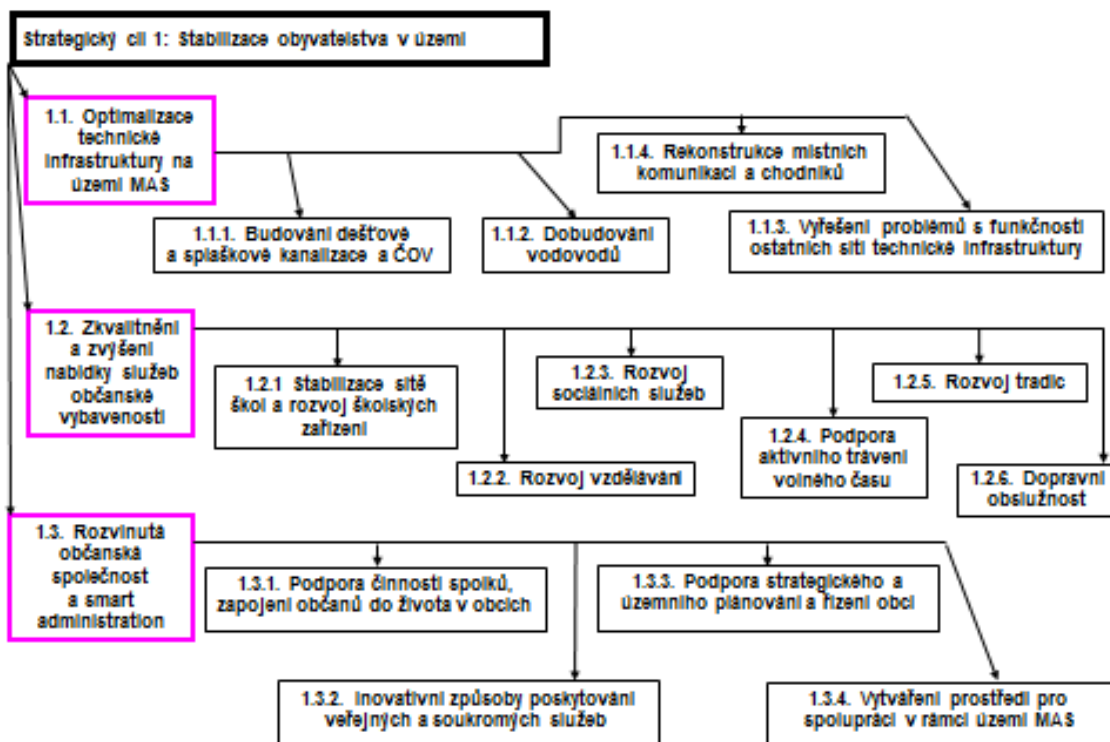 Strategický cíl 1: Stabilizace obyvatelstva v území
1.1. Optimalizace
technické
infrastruktury na
území MAS
1.1.4. Rekonstrukce místních
komunikací a chodníků
1.1.1. Budování dešťové
a splaškové kanalizace a ČOV
1.1.2. Dobudování
vodovodů
1.1.3. Vyřešení problémů s funkčností
ostatních sítí technické infrastruktury
1.2. Zkvalitnění
a zvýšení
nabídky služeb
občanské
vybavenosti
1.2.1 Stabilizace sítě
škol a rozvoj školských
zařízení
1.2.2. Rozvoj vzdělávání
1.2.3. Rozvoj
sociálních služeb
1.2.4. Podpora
aktivního trávení
volného času
1.2.5. Rozvoj tradic
1.2.6. Dopravní
obslužnost
1.3. Rozvinutá
občanská
společnost
a smart
administration
1.3.1. Podpora činnosti spolků,
zapojení občanů do života v obcích
1.3.3. Podpora strategického a
územního plánování a řízení obcí
1.3.2. Inovativní způsoby poskytování
veřejných a soukromých služeb
1.3.4. Vytváření prostředí pro
spolupráci v rámci území MAS